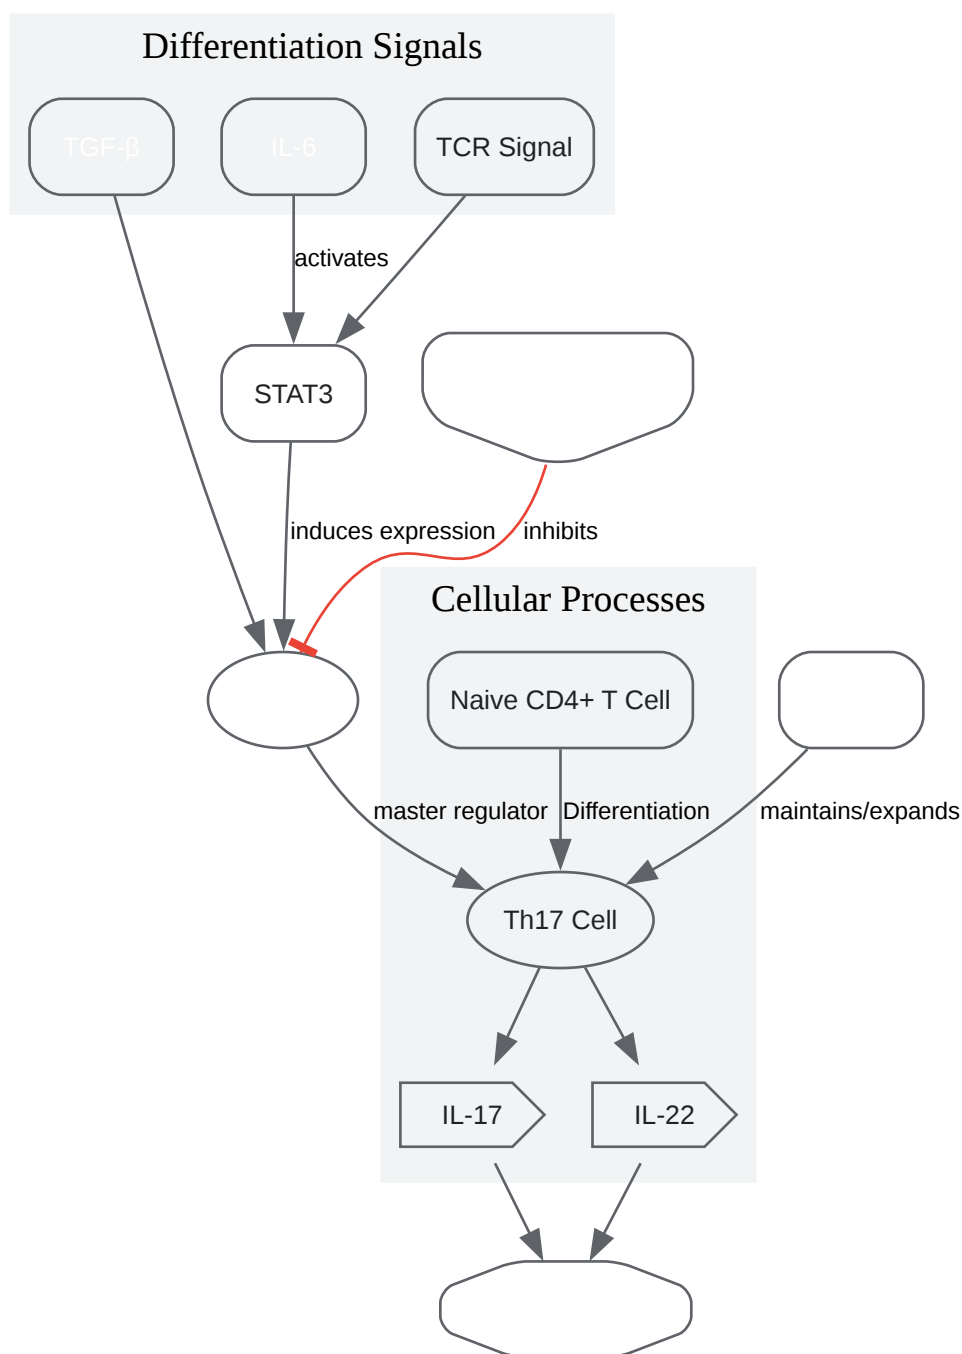 Differentiation Signals
TGF-β
IL-6
TCR Signal
activates
STAT3
induces expression
inhibits
Cellular Processes
Naive CD4+ T Cell
master regulator
Differentiation
maintains/expands
Th17 Cell
IL-17
IL-22